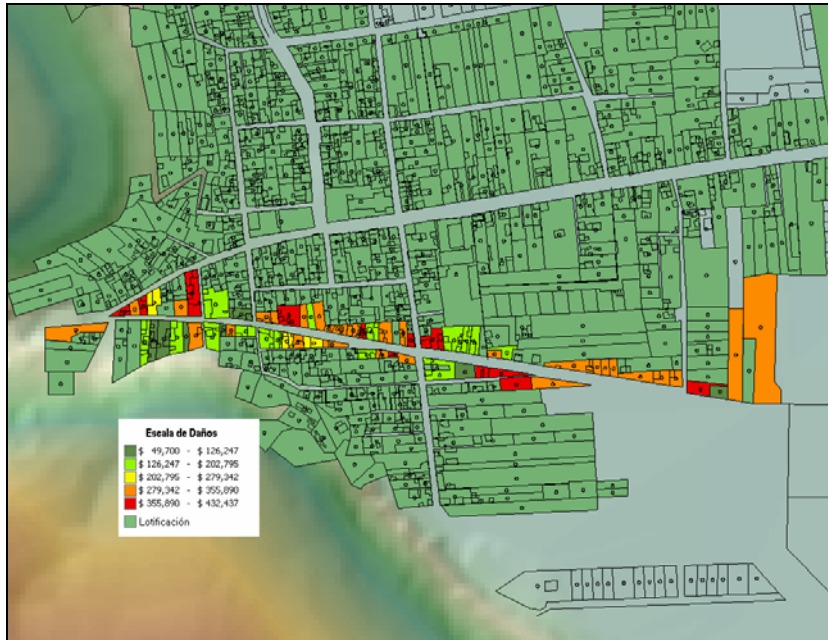 Escala de Daños
$ 49,700 - $ 126,247
$ 126,247 - $ 202,795
$ 202,795 - $ 279,342
$ 279,342 - $ 355,890
$ 355,890 - $ 432,437
Lotificación